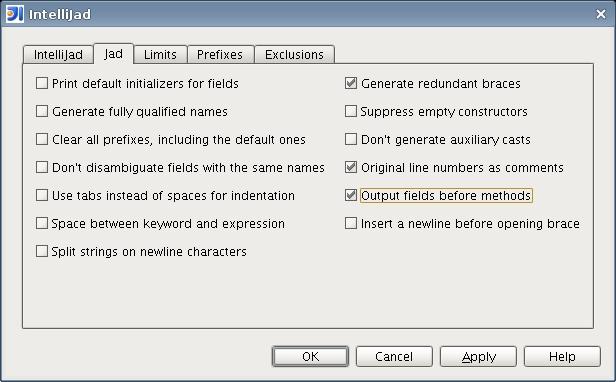 IntelliJad
IntelliJad Jad Limits Prefixes Exclusions
Print default initializers for fields
Generate fully qualified names
Clear all prefixes, including the default ones
Don't disambiguate fields with the same names
Use tabs instead of spaces for indentation
Space between keyword and expression
Split strings on newline characters
Generate redundant braces
Suppress empty constructors
Don't generate auxiliary casts
Original line numbers as comments
Output fields before methods
Insert a newline before opening brace
OK Cancel Apply Help